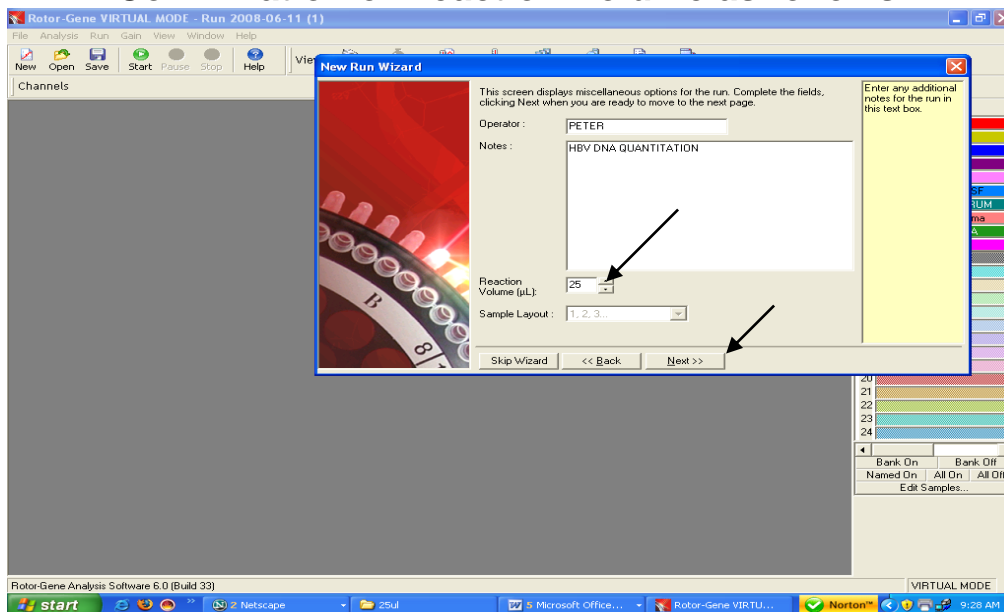 Rotor-Gene VIRTUAL MODE - Run 2008-06-11 (1)
File Analysis Run Gain View Window Help
New Open Save Start Pause Stop Help
Channels
New Run Wizard
This screen displays miscellaneous options for the run. Complete the fields,
clicking Next when you are ready to move to the next page.
Operator :
PETER
Notes :
HBV DNA QUANTITATION
Reaction
Volume (µL):
25
Sample Layout :
1, 2, 3...
Skip Wizard
<< Back
Next >>
Enter any additional
notes for the run in
this text box.
B
8
21
22
23
24
Bank On Bank Off
Named On All On All Off
Edit Samples...
Rotor-Gene Analysis Software 6.0 (Build 33)
VIRTUAL MODE
start
2 Netscape
25ul
5 Microsoft Office...
Rotor-Gene VIRTU...
Norton™
9:28 AM